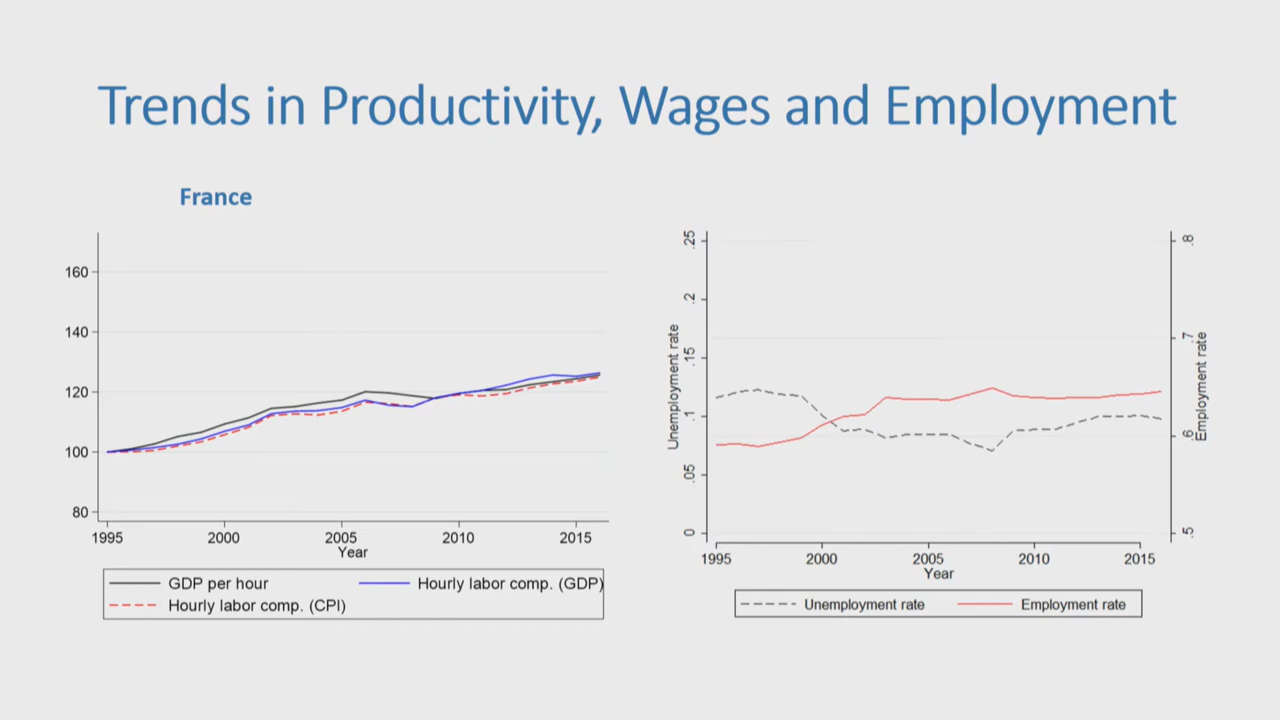 Trends in Productivity, Wages and Employment
France
160
140
120
100
80
1995 2000 2005 2010 2015
Year
GDP per hour Hourly labor comp. (GDP)
Hourly labor comp. (CPI)
Unemployment rate
.25
.2
.15
.1
.05
0
.8
.7
.6
.5
Employment rate
1995 2000 2005 2010 2015
Year
Unemployment rate Employment rate